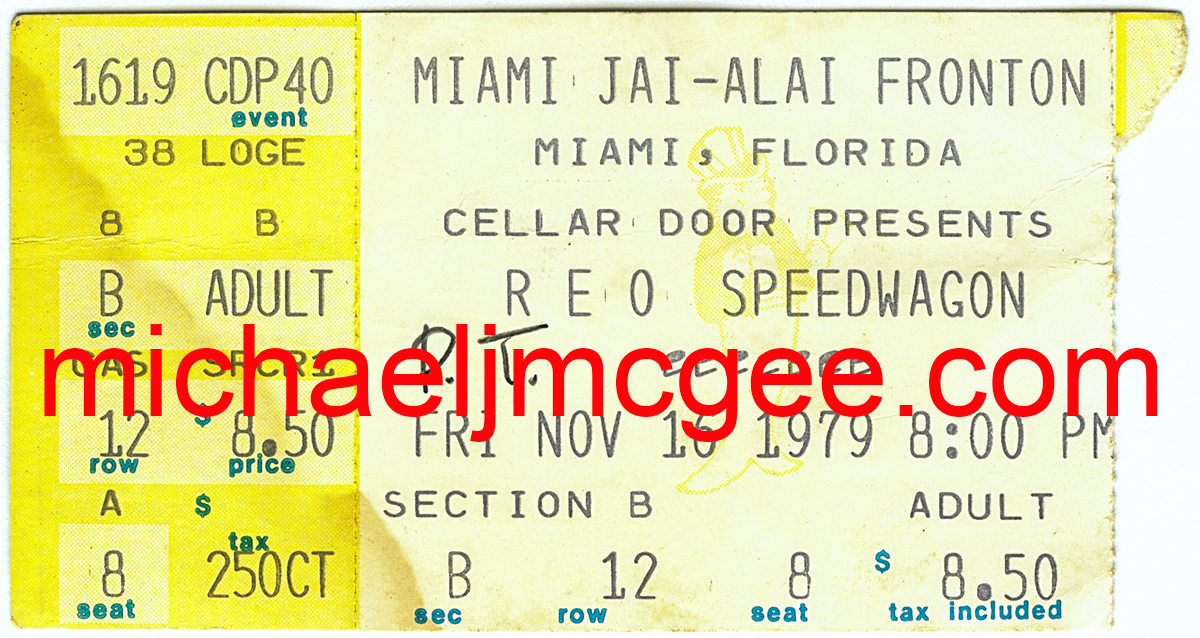 1619 CDP40
event
38 LOGE
8 B
B ADULT
sec
12 $ 8.50
row price
A $
tax
8 250CT
seat
MIAMI JAI-ALAI FRONTON
MIAMI, FLORIDA
CELLAR DOOR PRESENTS
R E O SPEEDWAGON
P.T.
michaeljmcgee.com
FRI NOV 16 1979 8:00 PM
SECTION B ADULT
B 12 8 $ 8.50
sec row seat tax included